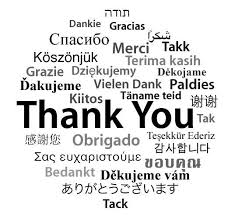 תודה
Dankie Gracias
Спасибо شكراً
Merci Takk
Köszönjük Terima kasih
Grazie Dziękujemy Dėkojame
Ďakujeme Vielen Dank Paldies
Kiitos Täname teid 谢谢
Thank You Tak
感謝您 Obrigado Teşekkür Ederiz
감사합니다
Σας ευχαριστούμε ขอบคุณ
Bedankt Děkujeme vám
ありがとうございます
Tack